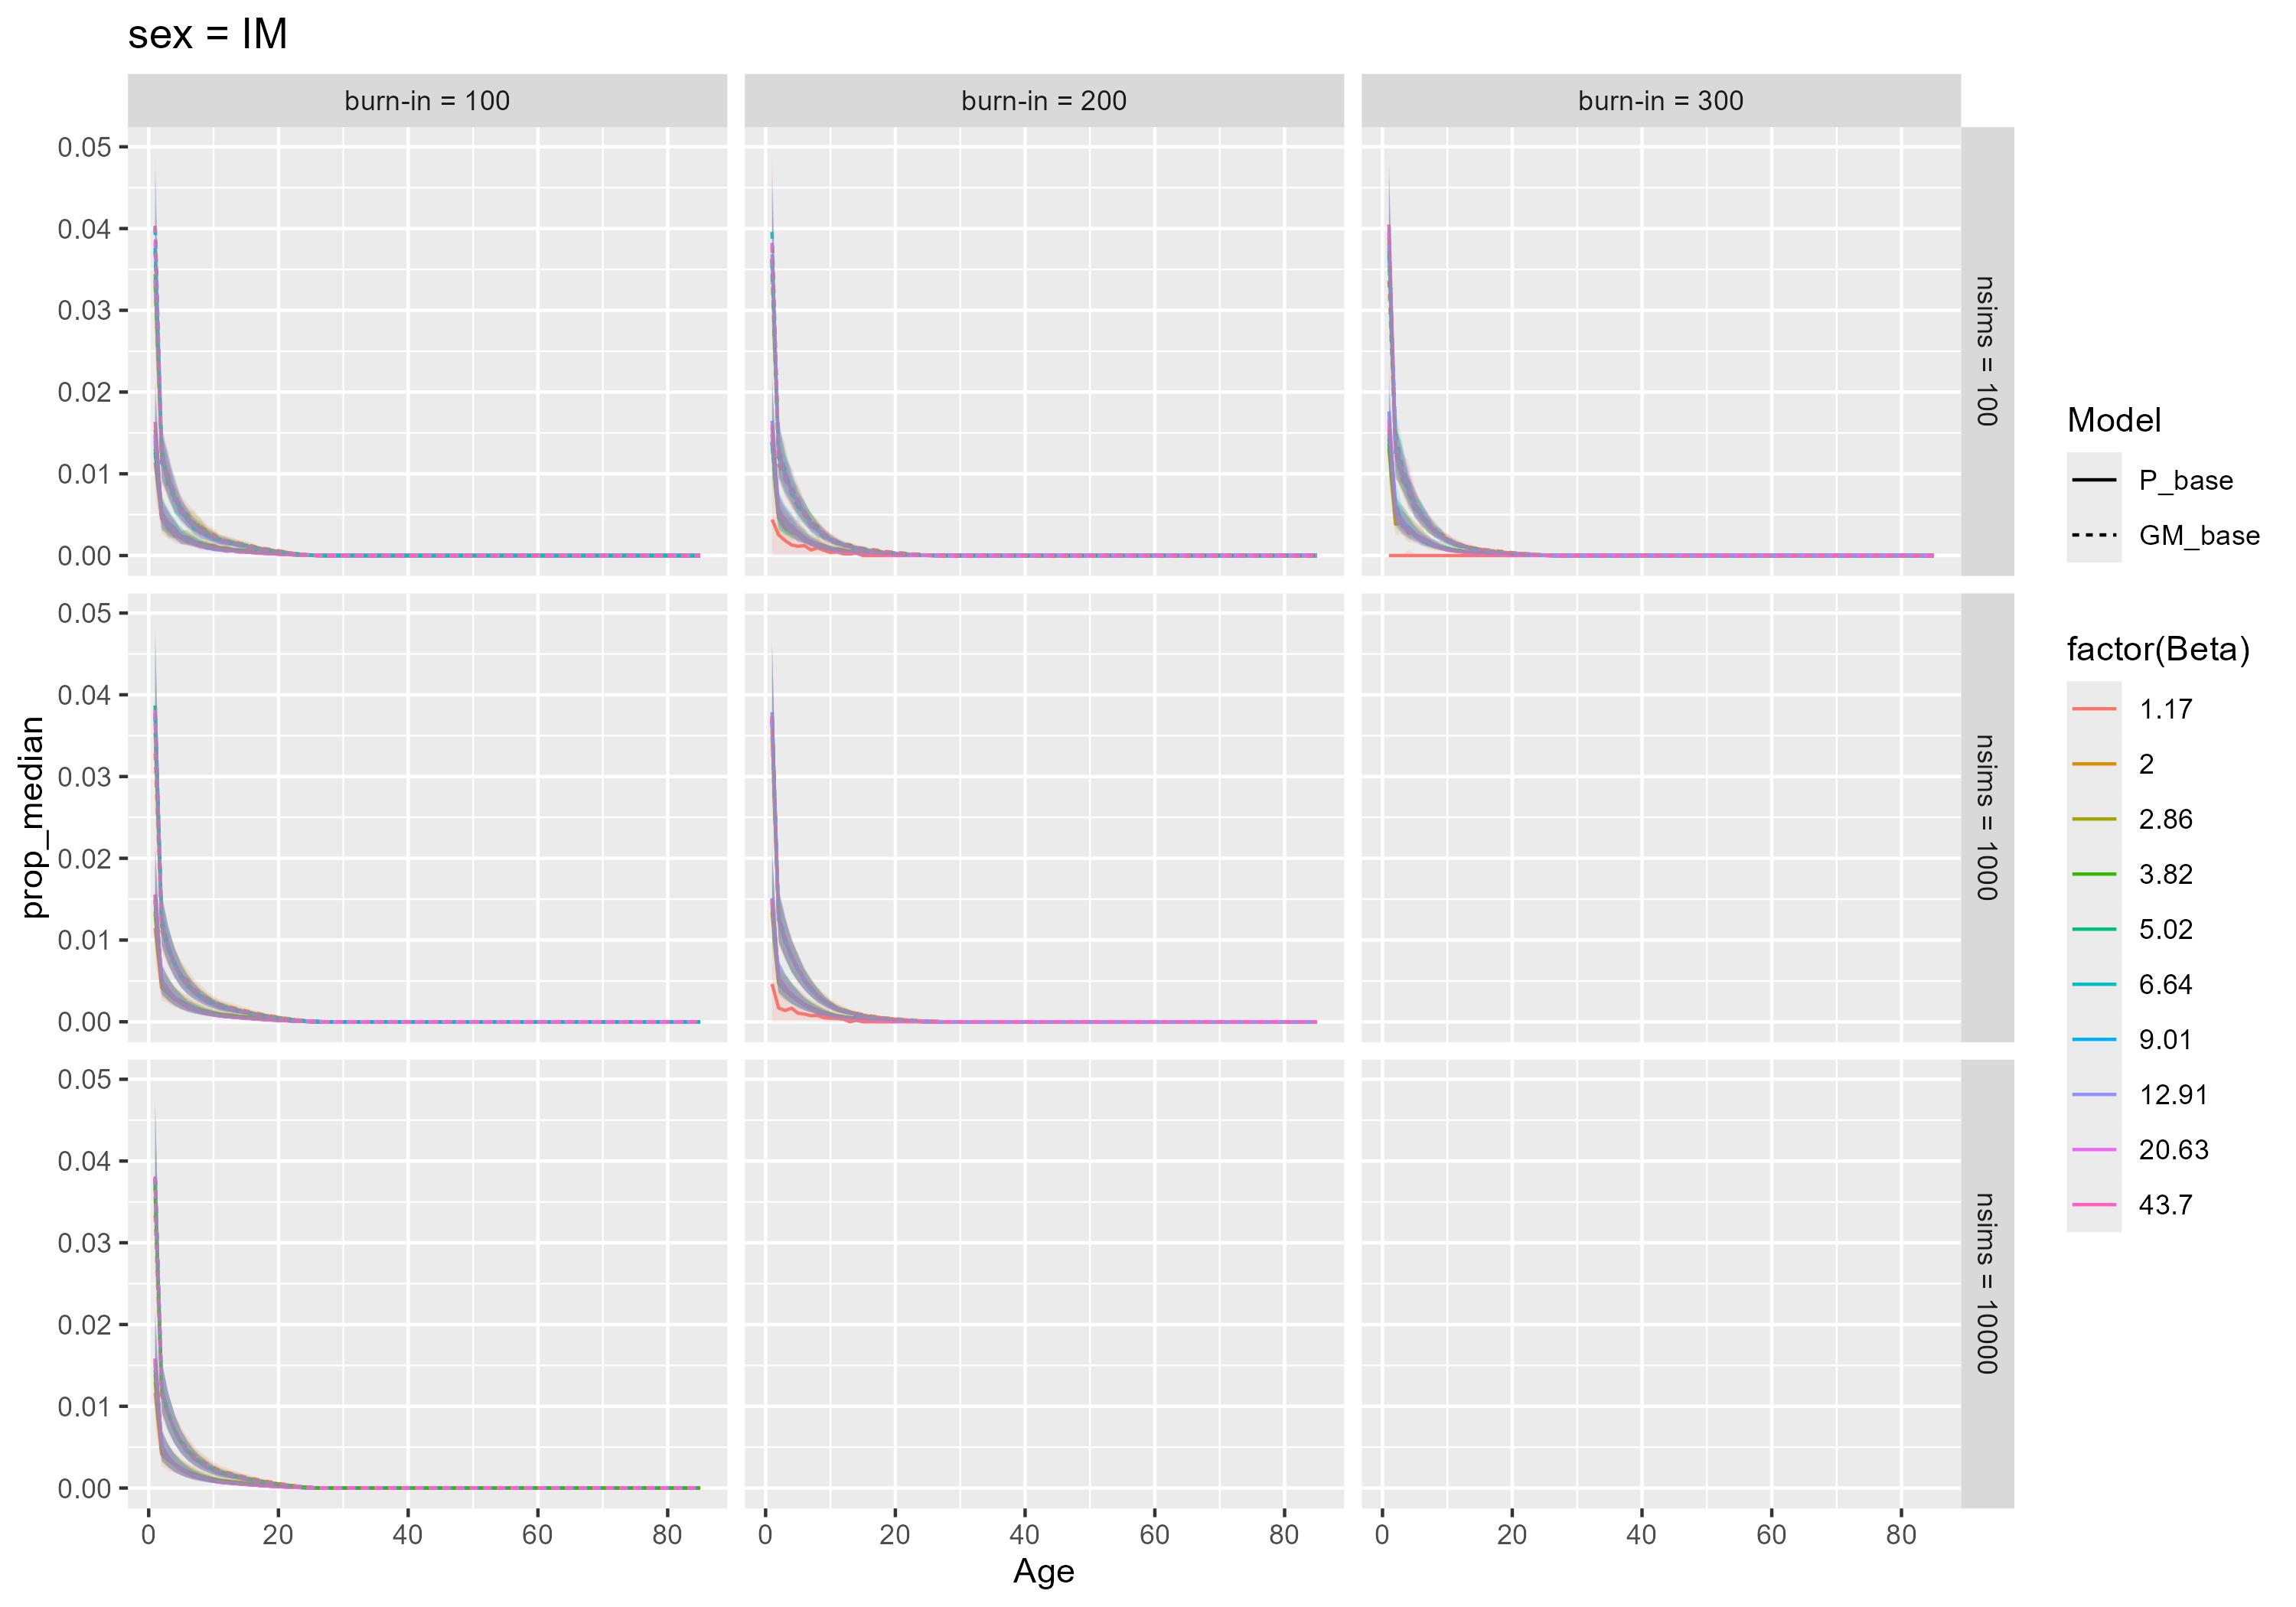 sex = IM
burn-in = 100
burn-in = 200
burn-in = 300
0.05
0.04
0.03
0.02
0.01
0.00
nsims = 100
0.05
0.04
0.03
0.02
0.01
0.00
nsims = 1000
0.05
0.04
0.03
0.02
0.01
0.00
nsims = 10000
0 20 40 60 80
0 20 40 60 80
0 20 40 60 80
Age
prop_median
Model
P_base
GM_base
factor(Beta)
1.17
2
2.86
3.82
5.02
6.64
9.01
12.91
20.63
43.7